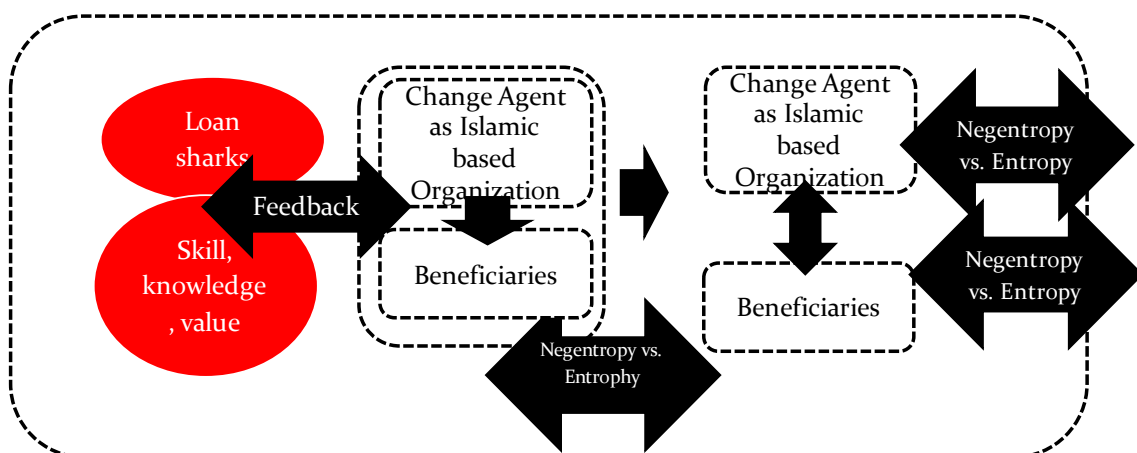 Loan
sharks
Feedback
Skill,
knowledge
, value
Change Agent
as Islamic
based
Organization
Beneficiaries
Negentropy vs.
Entrophy
Change Agent
as Islamic
based
Organization
Beneficiaries
Negentropy
vs. Entropy
Negentropy
vs. Entropy